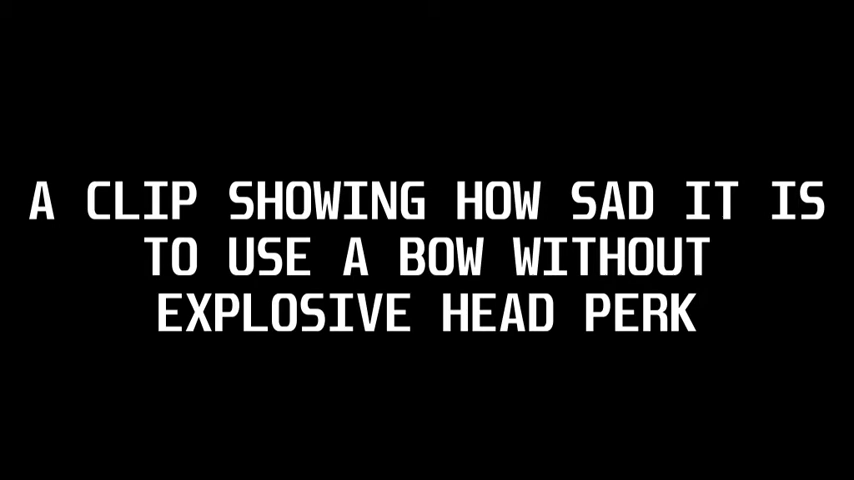 A CLIP SHOWING HOW SAD IT IS
TO USE A BOW WITHOUT
EXPLOSIVE HEAD PERK